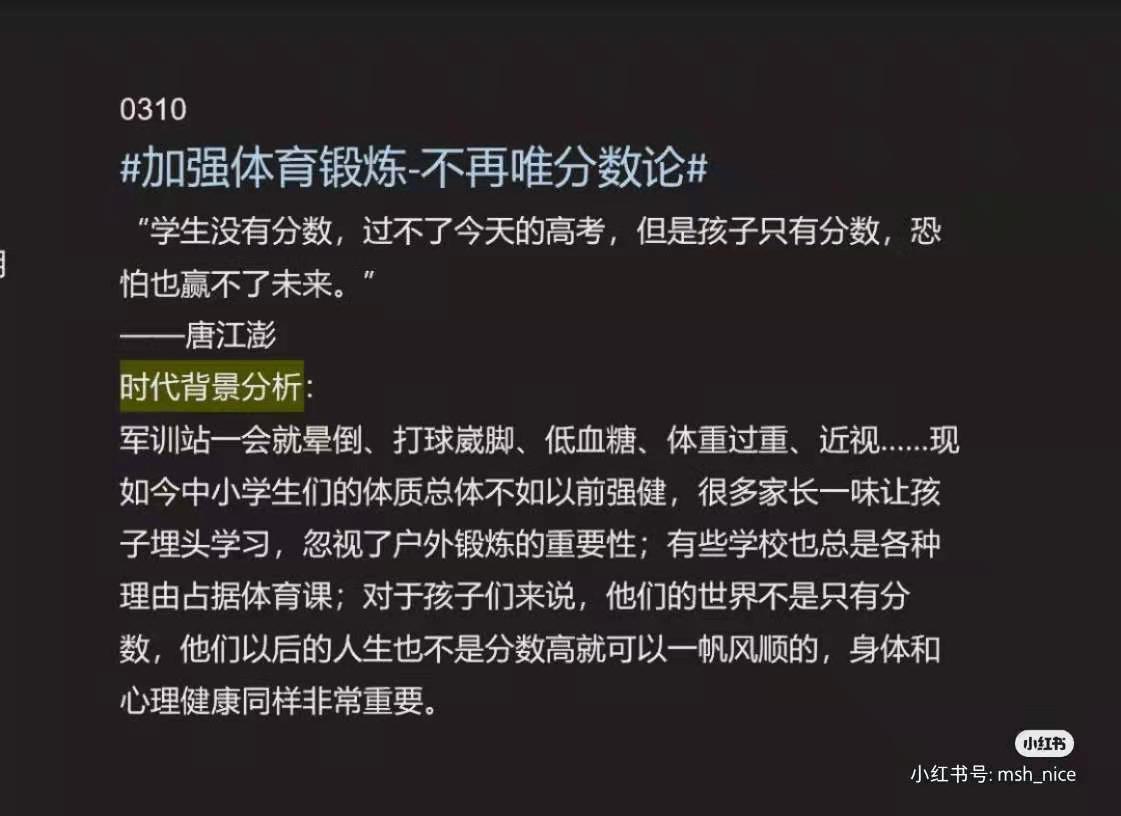 0310
#加强体育锻炼-不再唯分数论#
“学生没有分数，过不了今天的高考，但是孩子只有分数，恐
怕也赢不了未来。”
——唐江澎
时代背景分析：
军训站一会就晕倒、打球崴脚、低血糖、体重过重、近视……现
如今中小学生们的体质总体不如以前强健，很多家长一味让孩
子埋头学习，忽视了户外锻炼的重要性；有些学校也总是各种
理由占据体育课；对于孩子们来说，他们的世界不是只有分
数，他们以后的人生也不是分数高就可以一帆风顺的，身体和
心理健康同样非常重要。
小红书
小红书号: msh_nice